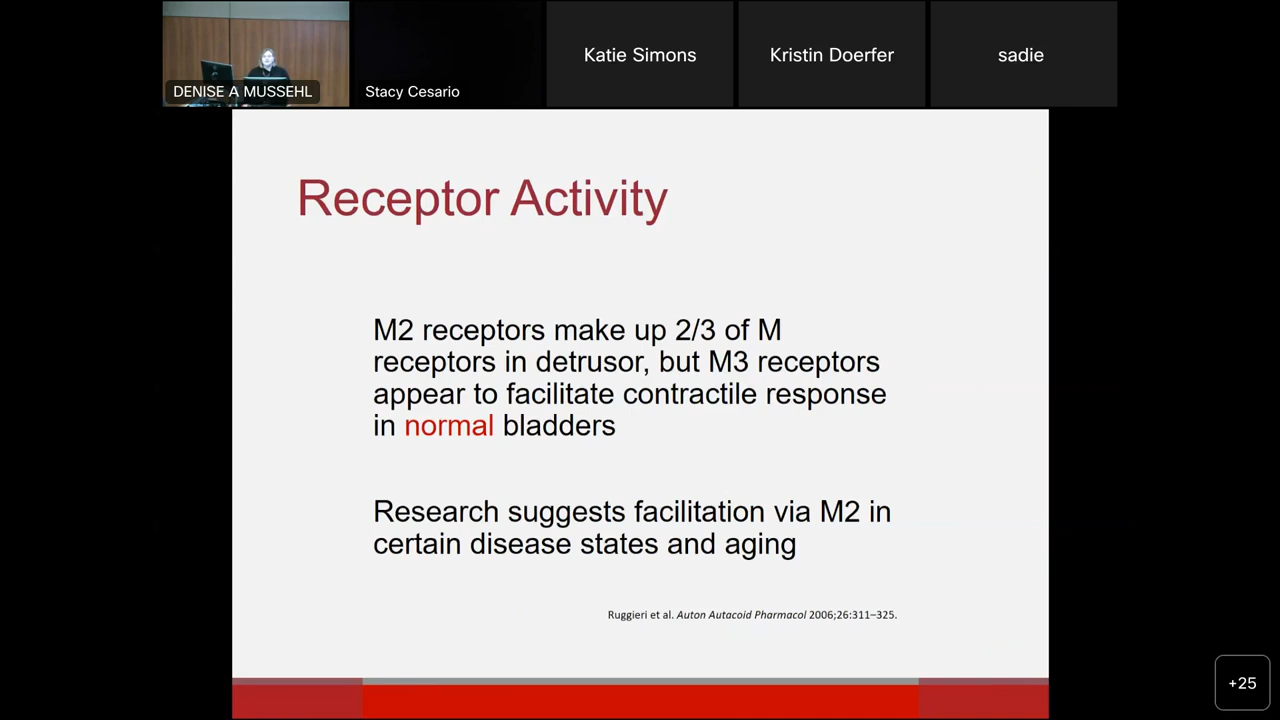 DENISE A MUSSEHL
Stacy Cesario
Katie Simons
Kristin Doerfer
sadie
Receptor Activity
M2 receptors make up 2/3 of M
receptors in detrusor, but M3 receptors
appear to facilitate contractile response
in normal bladders
Research suggests facilitation via M2 in
certain disease states and aging
Ruggieri et al. Auton Autacoid Pharmacol 2006;26:311–325.
+25